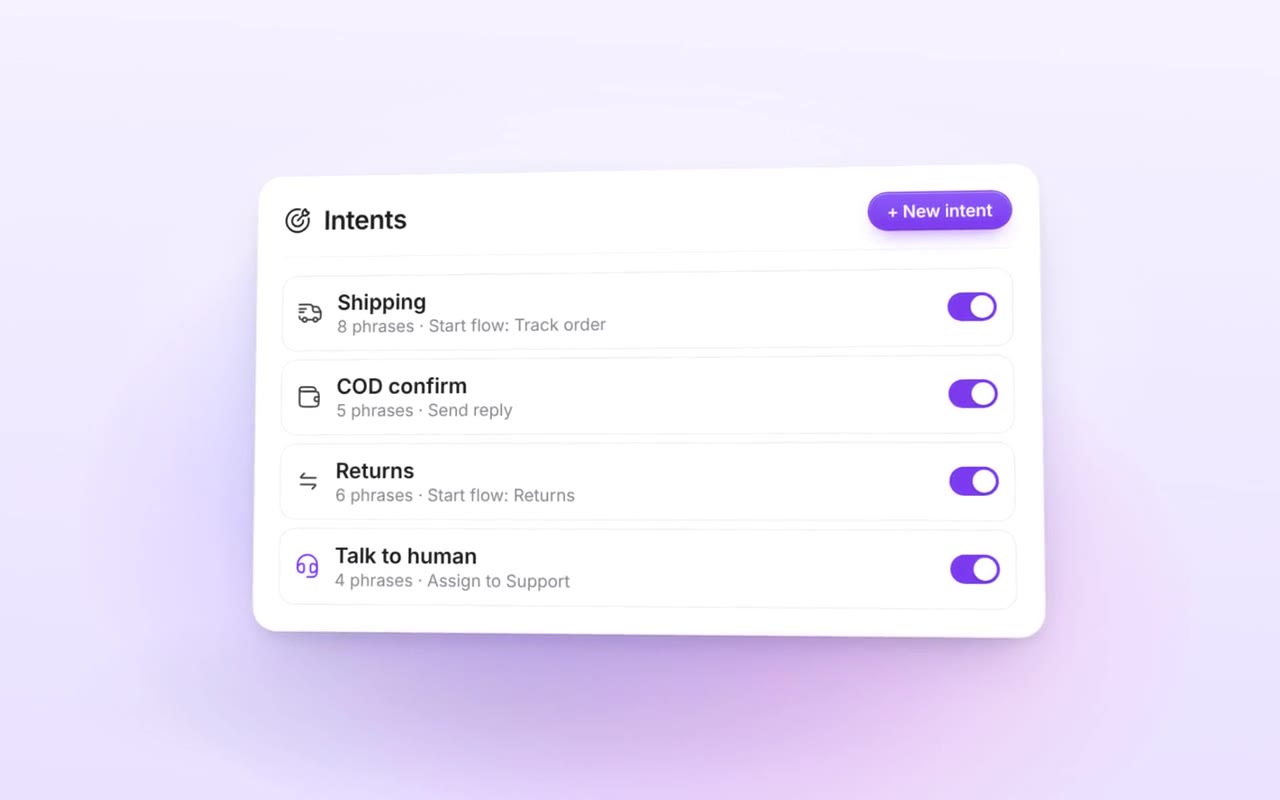 Intents
+ New intent
Shipping
8 phrases · Start flow: Track order
COD confirm
5 phrases · Send reply
Returns
6 phrases · Start flow: Returns
Talk to human
4 phrases · Assign to Support